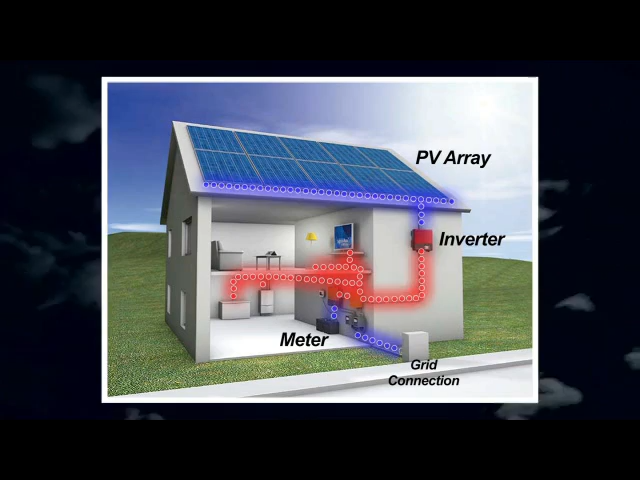 PV Array
Inverter
Meter
Grid
Connection